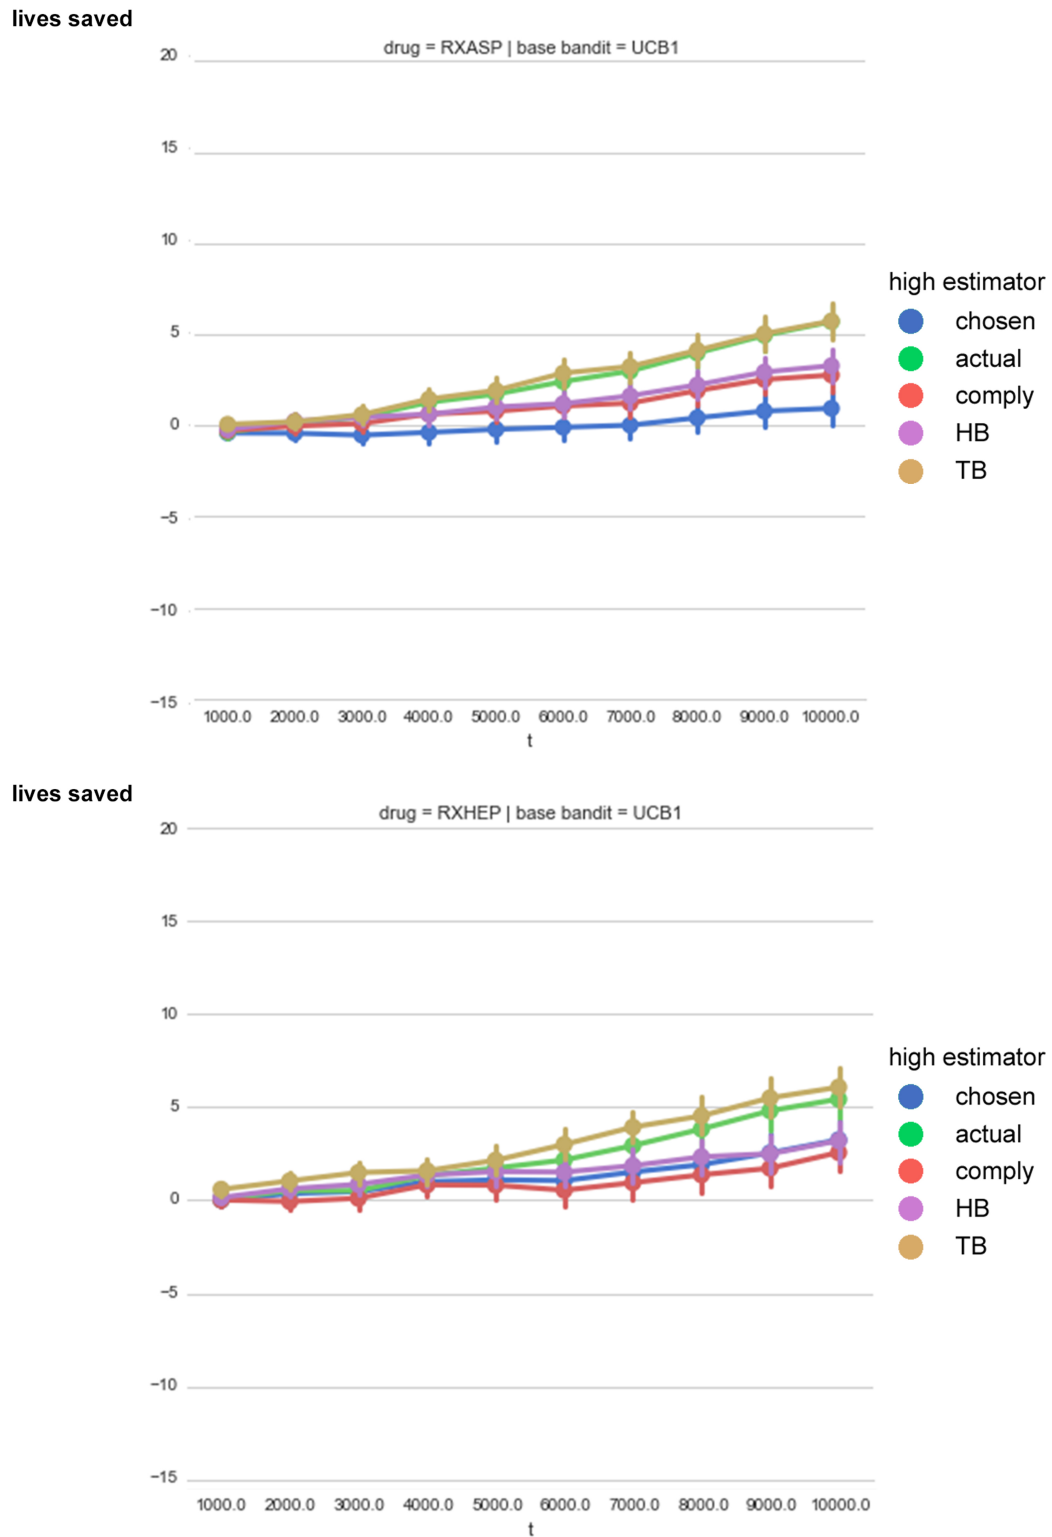 lives saved
drug = RXASP | base bandit = UCB1
20
15
10
5
0
−5
−10
−15
1000.0 2000.0 3000.0 4000.0 5000.0 6000.0 7000.0 8000.0 9000.0 10000.0
t
high estimator
chosen
actual
comply
HB
TB
lives saved
drug = RXHEP | base bandit = UCB1
20
15
10
5
0
−5
−10
−15
1000.0 2000.0 3000.0 4000.0 5000.0 6000.0 7000.0 8000.0 9000.0 10000.0
t
high estimator
chosen
actual
comply
HB
TB